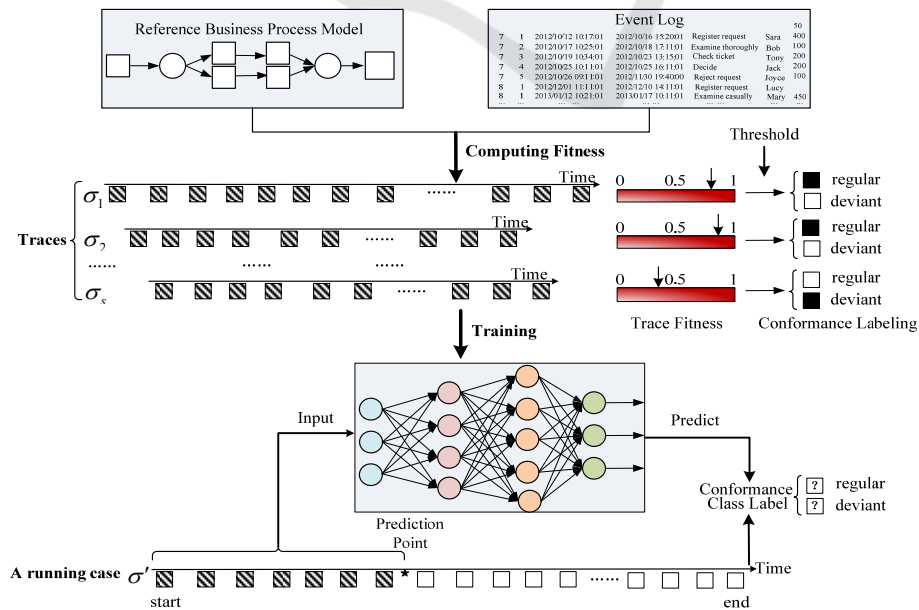 Reference Business Process Model
Event Log
50
7 1 2012/10/12 10:17:01 2012/10/16 15:20:01 Register request Sara 400
7 2 2012/10/17 10:25:01 2012/10/18 17:11:01 Examine thoroughly Bob 100
7 3 2012/10/19 10:34:01 2012/10/23 13:15:01 Check ticket Tony 200
7 4 2012/10/25 10:11:01 2012/10/25 16:11:01 Decide Jack 200
7 5 2012/10/26 09:11:01 2012/11/30 19:40:00 Reject request Joyce 100
8 1 2012/12/01 11:11:01 2012/12/10 14:11:01 Register request Lucy
8 1 2013/01/12 10:21:01 2013/01/17 10:11:01 Examine casually Mary 450
... ... ... ... ... ... ... ...
Computing Fitness
Threshold
Traces
σ1 ...... Time
0 0.5 1
regular
deviant
σ2 ...... Time
0 0.5 1
regular
deviant
...... ...... ......
σs ...... Time
0 0.5 1
regular
deviant
Trace Fitness
Conformance Labeling
Training
Input
Predict
Conformance
Class Label
? regular
? deviant
Prediction
Point
A running case σ' * ...... Time
start
end